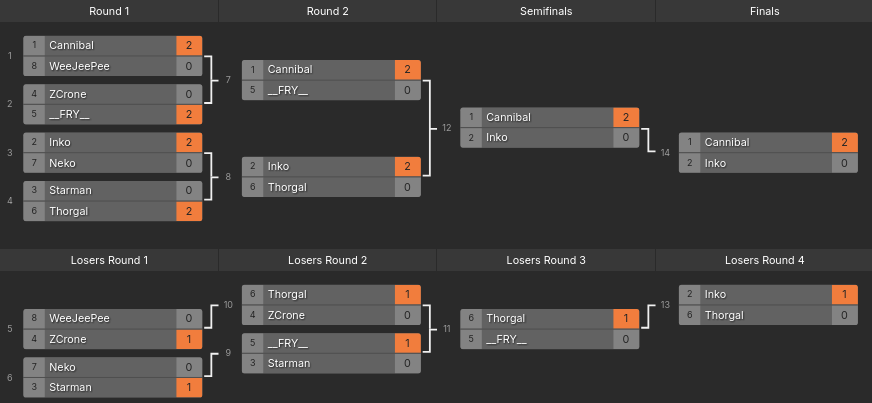 Round 1 Round 2 Semifinals Finals
1 1 Cannibal 2
8 WeeJeePee 0
2 4 ZCrone 0
5 __FRY__ 2
3 2 Inko 2
7 Neko 0
4 3 Starman 0
6 Thorgal 2
7 1 Cannibal 2
5 __FRY__ 0
8 2 Inko 2
6 Thorgal 0
12 1 Cannibal 2
2 Inko 0
14 1 Cannibal 2
2 Inko 0
Losers Round 1 Losers Round 2 Losers Round 3 Losers Round 4
5 8 WeeJeePee 0
4 ZCrone 1
6 7 Neko 0
3 Starman 1
10 6 Thorgal 1
4 ZCrone 0
9 5 __FRY__ 1
3 Starman 0
11 6 Thorgal 1
5 __FRY__ 0
13 2 Inko 1
6 Thorgal 0